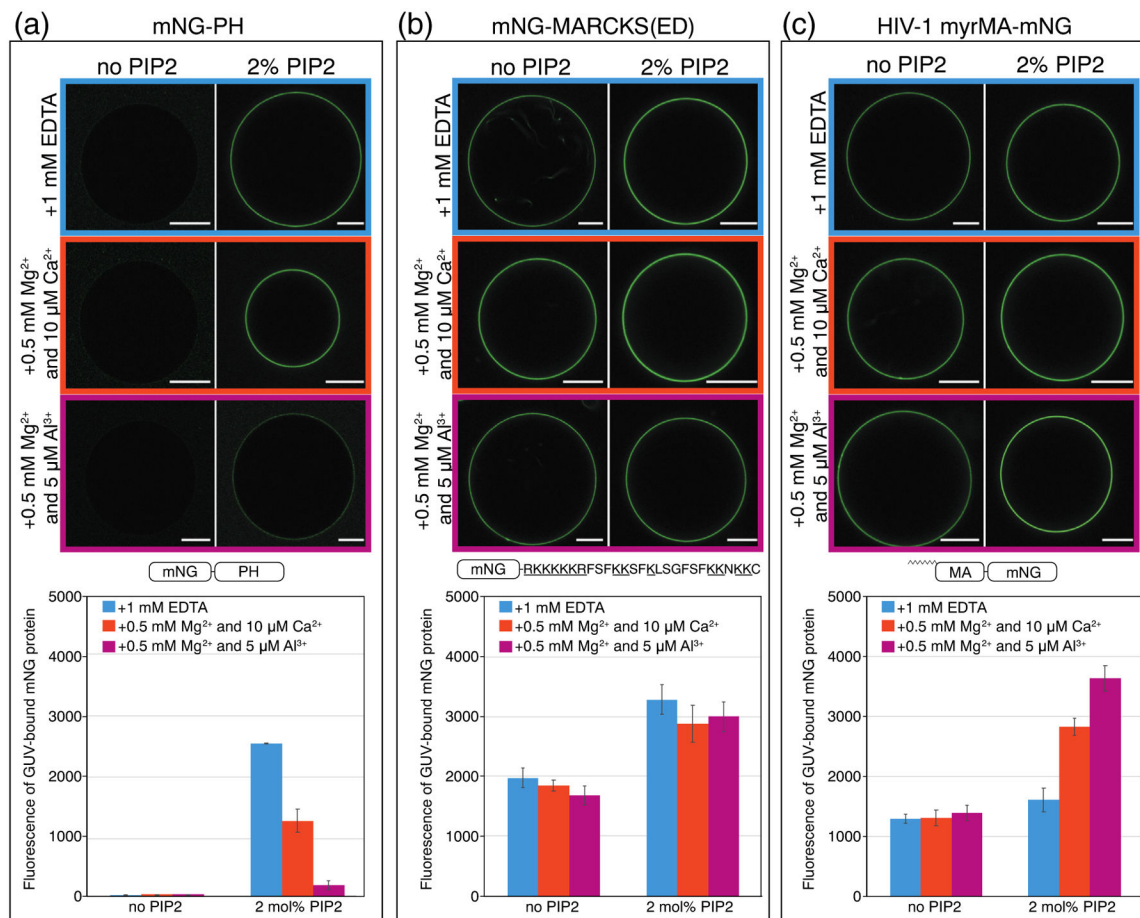 (a)
mNG-PH
no PIP2
2% PIP2
+1 mM EDTA
+0.5 mM Mg²⁺
and 10 µM Ca²⁺
+0.5 mM Mg²⁺
and 5 µM Al³⁺
mNG
PH
Fluorescence of GUV-bound mNG protein
5000
4000
3000
2000
1000
0
+1 mM EDTA
+0.5 mM Mg²⁺ and 10 µM Ca²⁺
+0.5 mM Mg²⁺ and 5 µM Al³⁺
no PIP2
2 mol% PIP2
(b)
mNG-MARCKS(ED)
no PIP2
2% PIP2
+1 mM EDTA
+0.5 mM Mg²⁺
and 10 µM Ca²⁺
+0.5 mM Mg²⁺
and 5 µM Al³⁺
mNG -RKKKKKRFSFKKSFKLSGFSFKKNKKC
Fluorescence of GUV-bound mNG protein
5000
4000
3000
2000
1000
0
+1 mM EDTA
+0.5 mM Mg²⁺ and 10 µM Ca²⁺
+0.5 mM Mg²⁺ and 5 µM Al³⁺
no PIP2
2 mol% PIP2
(c)
HIV-1 myrMA-mNG
no PIP2
2% PIP2
+1 mM EDTA
+0.5 mM Mg²⁺
and 10 µM Ca²⁺
+0.5 mM Mg²⁺
and 5 µM Al³⁺
MA
mNG
Fluorescence of GUV-bound mNG protein
5000
4000
3000
2000
1000
0
+1 mM EDTA
+0.5 mM Mg²⁺ and 10 µM Ca²⁺
+0.5 mM Mg²⁺ and 5 µM Al³⁺
no PIP2
2 mol% PIP2